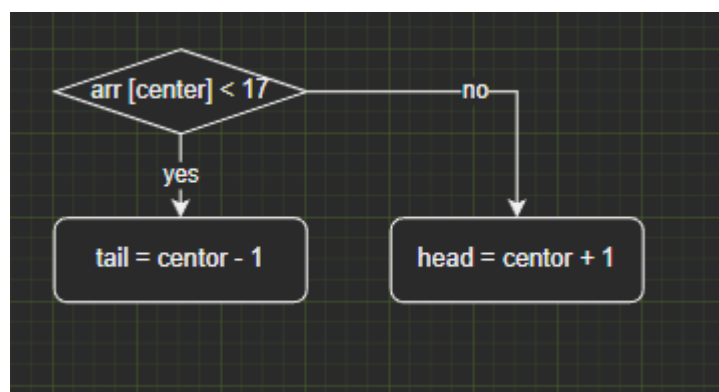 arr [center] < 17
no
yes
tail = centor - 1
head = centor + 1